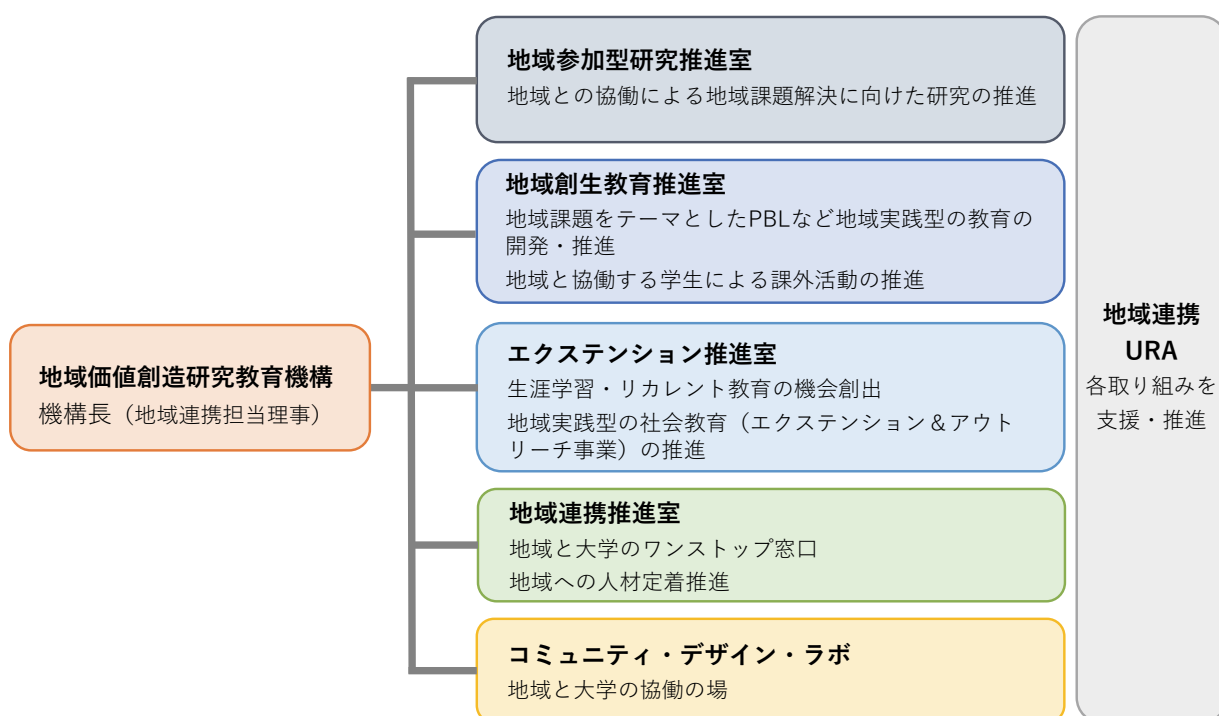 地域価値創造研究教育機構
機構長（地域連携担当理事）
地域参加型研究推進室
地域との協働による地域課題解決に向けた研究の推進
地域創生教育推進室
地域課題をテーマとしたPBLなど地域実践型の教育の
開発・推進
地域と協働する学生による課外活動の推進
エクステンション推進室
生涯学習・リカレント教育の機会創出
地域実践型の社会教育（エクステンション＆アウト
リーチ事業）の推進
地域連携推進室
地域と大学のワンストップ窓口
地域への人材定着推進
コミュニティ・デザイン・ラボ
地域と大学の協働の場
地域連携
URA
各取り組みを
支援・推進